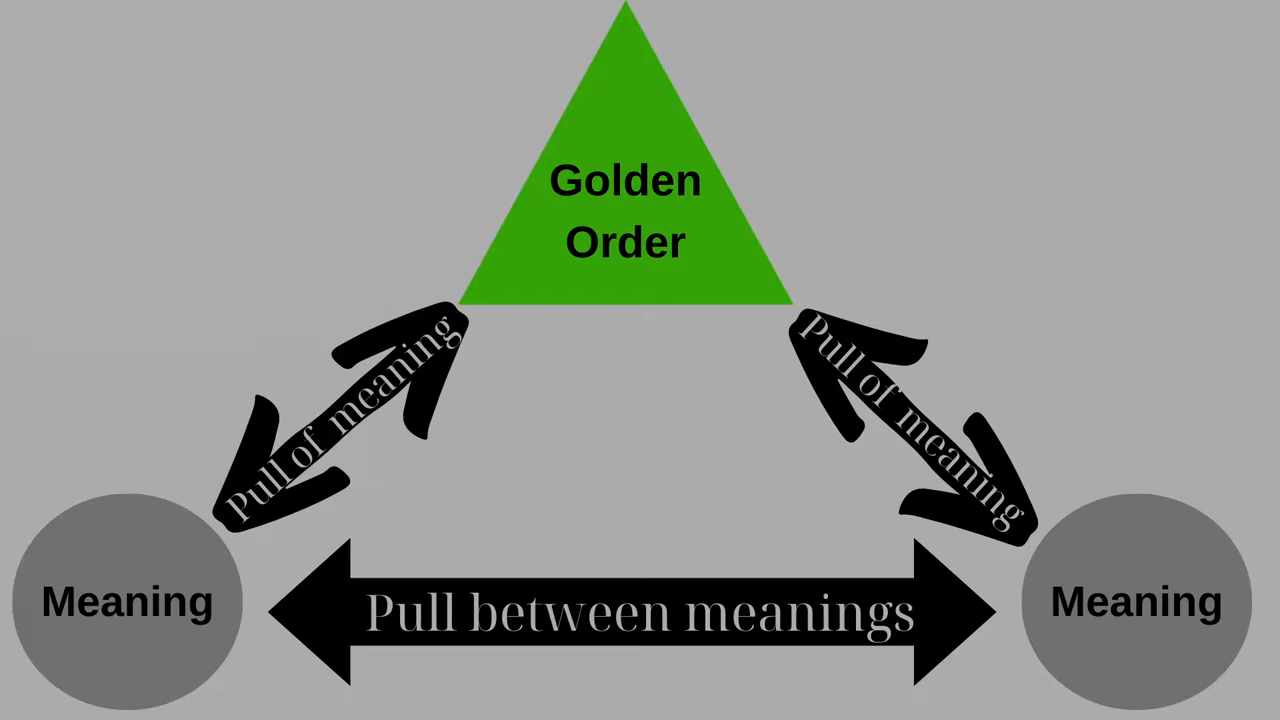 Golden
Order
Pull of meaning
Pull of meaning
Meaning
Pull between meanings
Meaning